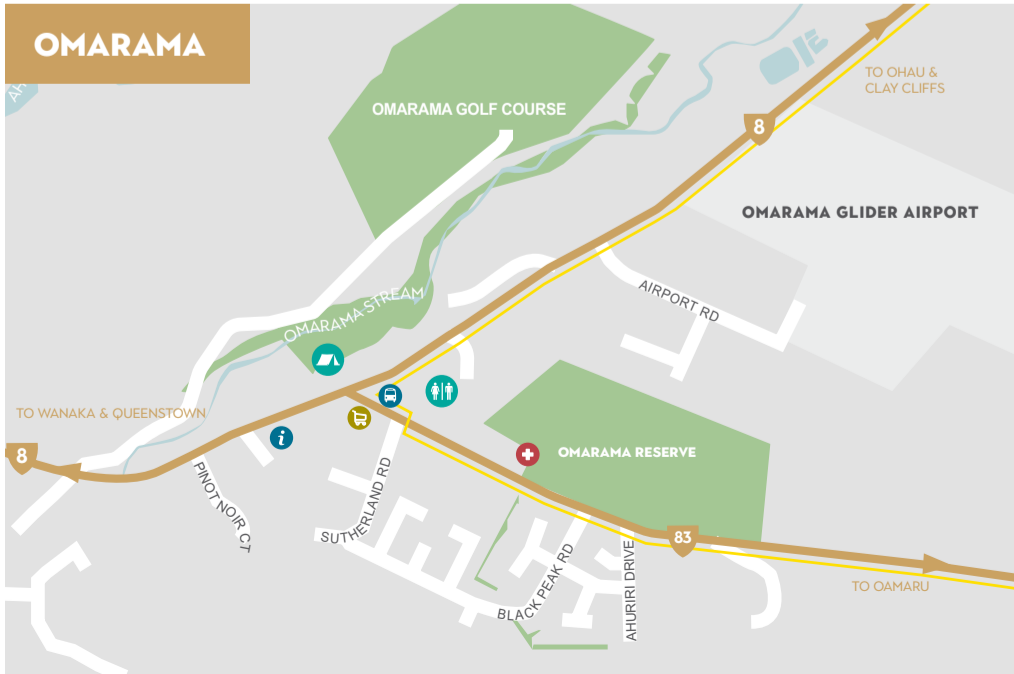 OMARAMA
AH
OMARAMA GOLF COURSE
TO OHAU &
CLAY CLIFFS
8
OMARAMA GLIDER AIRPORT
AIRPORT RD
OMARAMA STREAM
TO WANAKA & QUEENSTOWN
8
i
PINOT NOIR CT
SUTHERLAND RD
OMARAMA RESERVE
83
BLACK PEAK RD
AHURIRI DRIVE
TO OAMARU